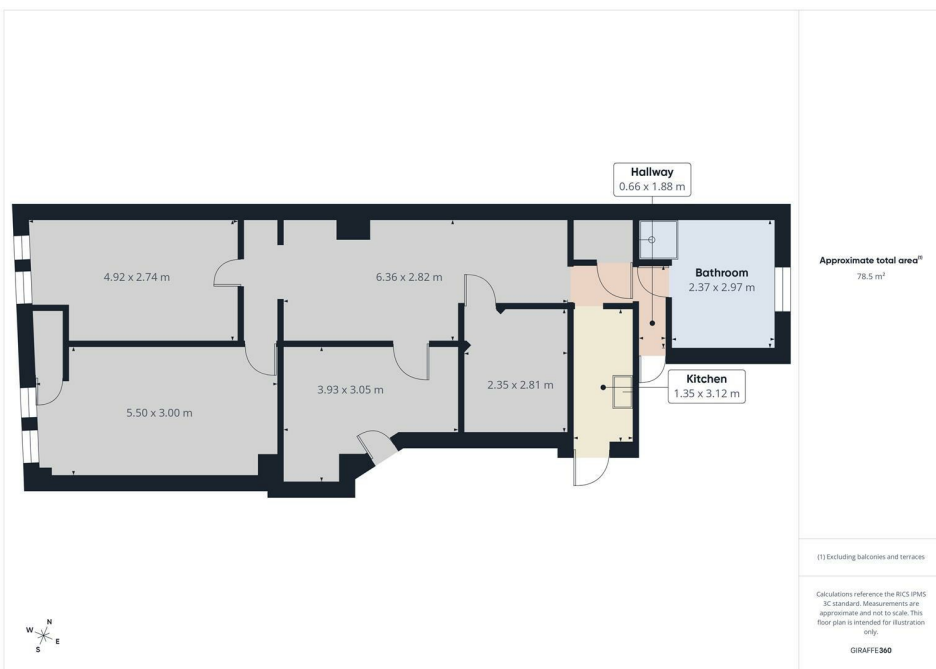 Hallway
0.66 x 1.88 m
4.92 x 2.74 m
6.36 x 2.82 m
Bathroom
2.37 x 2.97 m
5.50 x 3.00 m
3.93 x 3.05 m
2.35 x 2.81 m
Kitchen
1.35 x 3.12 m
N
W
E
S
Approximate total area⁽¹⁾
78.5 m²
(1) Excluding balconies and terraces
Calculations reference the RICS IPMS
3C standard. Measurements are
approximate and not to scale. This
floor plan is intended for illustration
only.
GIRAFFE360